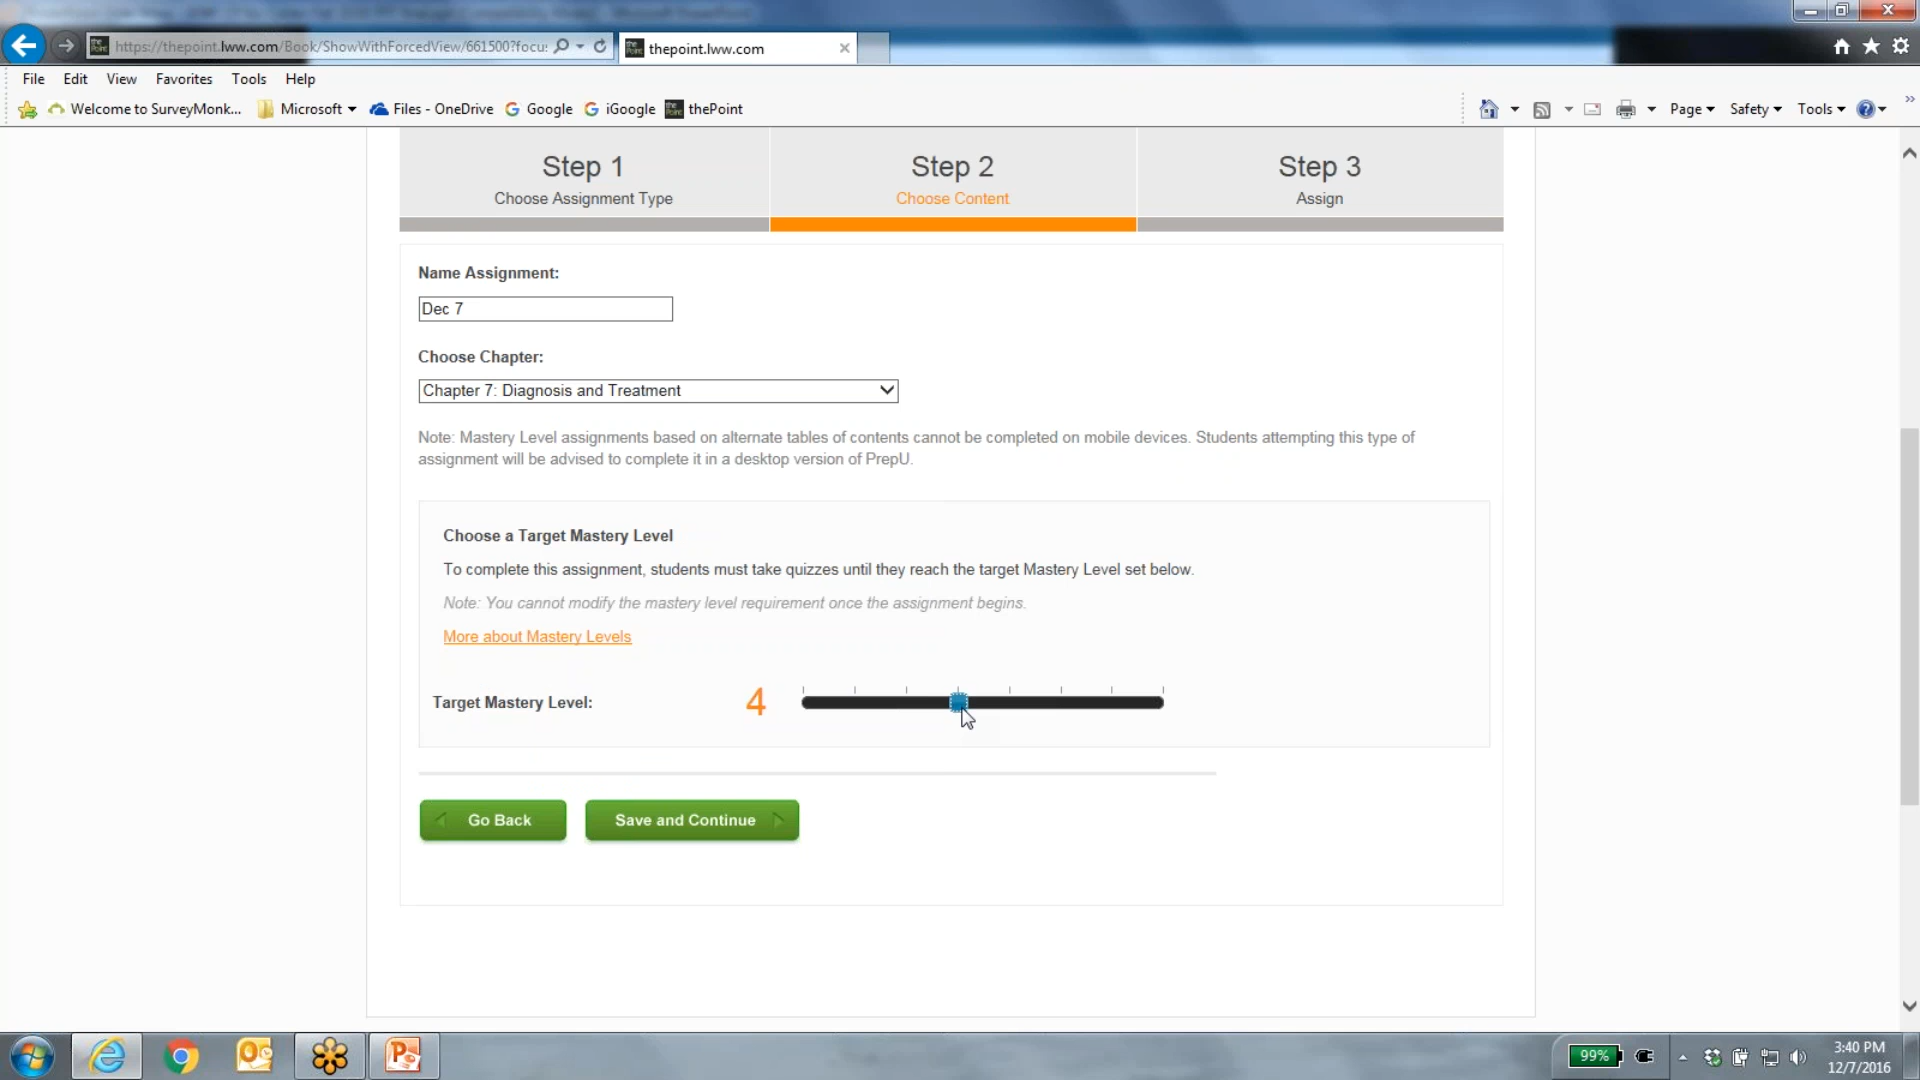 https://thepoint.lww.com/Book/ShowWithForcedView/661500?focu:
thepoint.lww.com
File Edit View Favorites Tools Help
Welcome to SurveyMonk... Microsoft Files - OneDrive Google iGoogle thePoint
Page Safety Tools
Step 1
Choose Assignment Type
Step 2
Choose Content
Step 3
Assign
Name Assignment:
Dec 7
Choose Chapter:
Chapter 7: Diagnosis and Treatment
Note: Mastery Level assignments based on alternate tables of contents cannot be completed on mobile devices. Students attempting this type of
assignment will be advised to complete it in a desktop version of PrepU.
Choose a Target Mastery Level
To complete this assignment, students must take quizzes until they reach the target Mastery Level set below.
Note: You cannot modify the mastery level requirement once the assignment begins.
More about Mastery Levels
Target Mastery Level: 4
Go Back
Save and Continue
99%
3:40 PM
12/7/2016